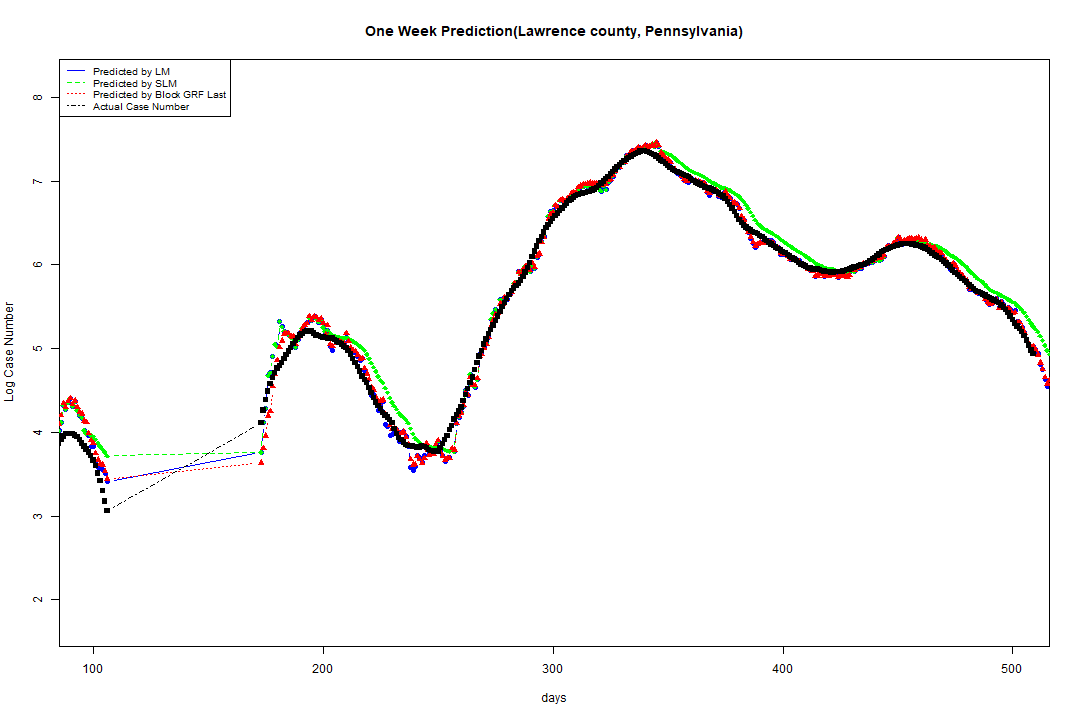 One Week Prediction(Lawrence county, Pennsylvania)
Predicted by LM
Predicted by SLM
Predicted by Block GRF Last
Actual Case Number
Log Case Number
8
7
6
5
4
3
2
100 200 300 400 500
days